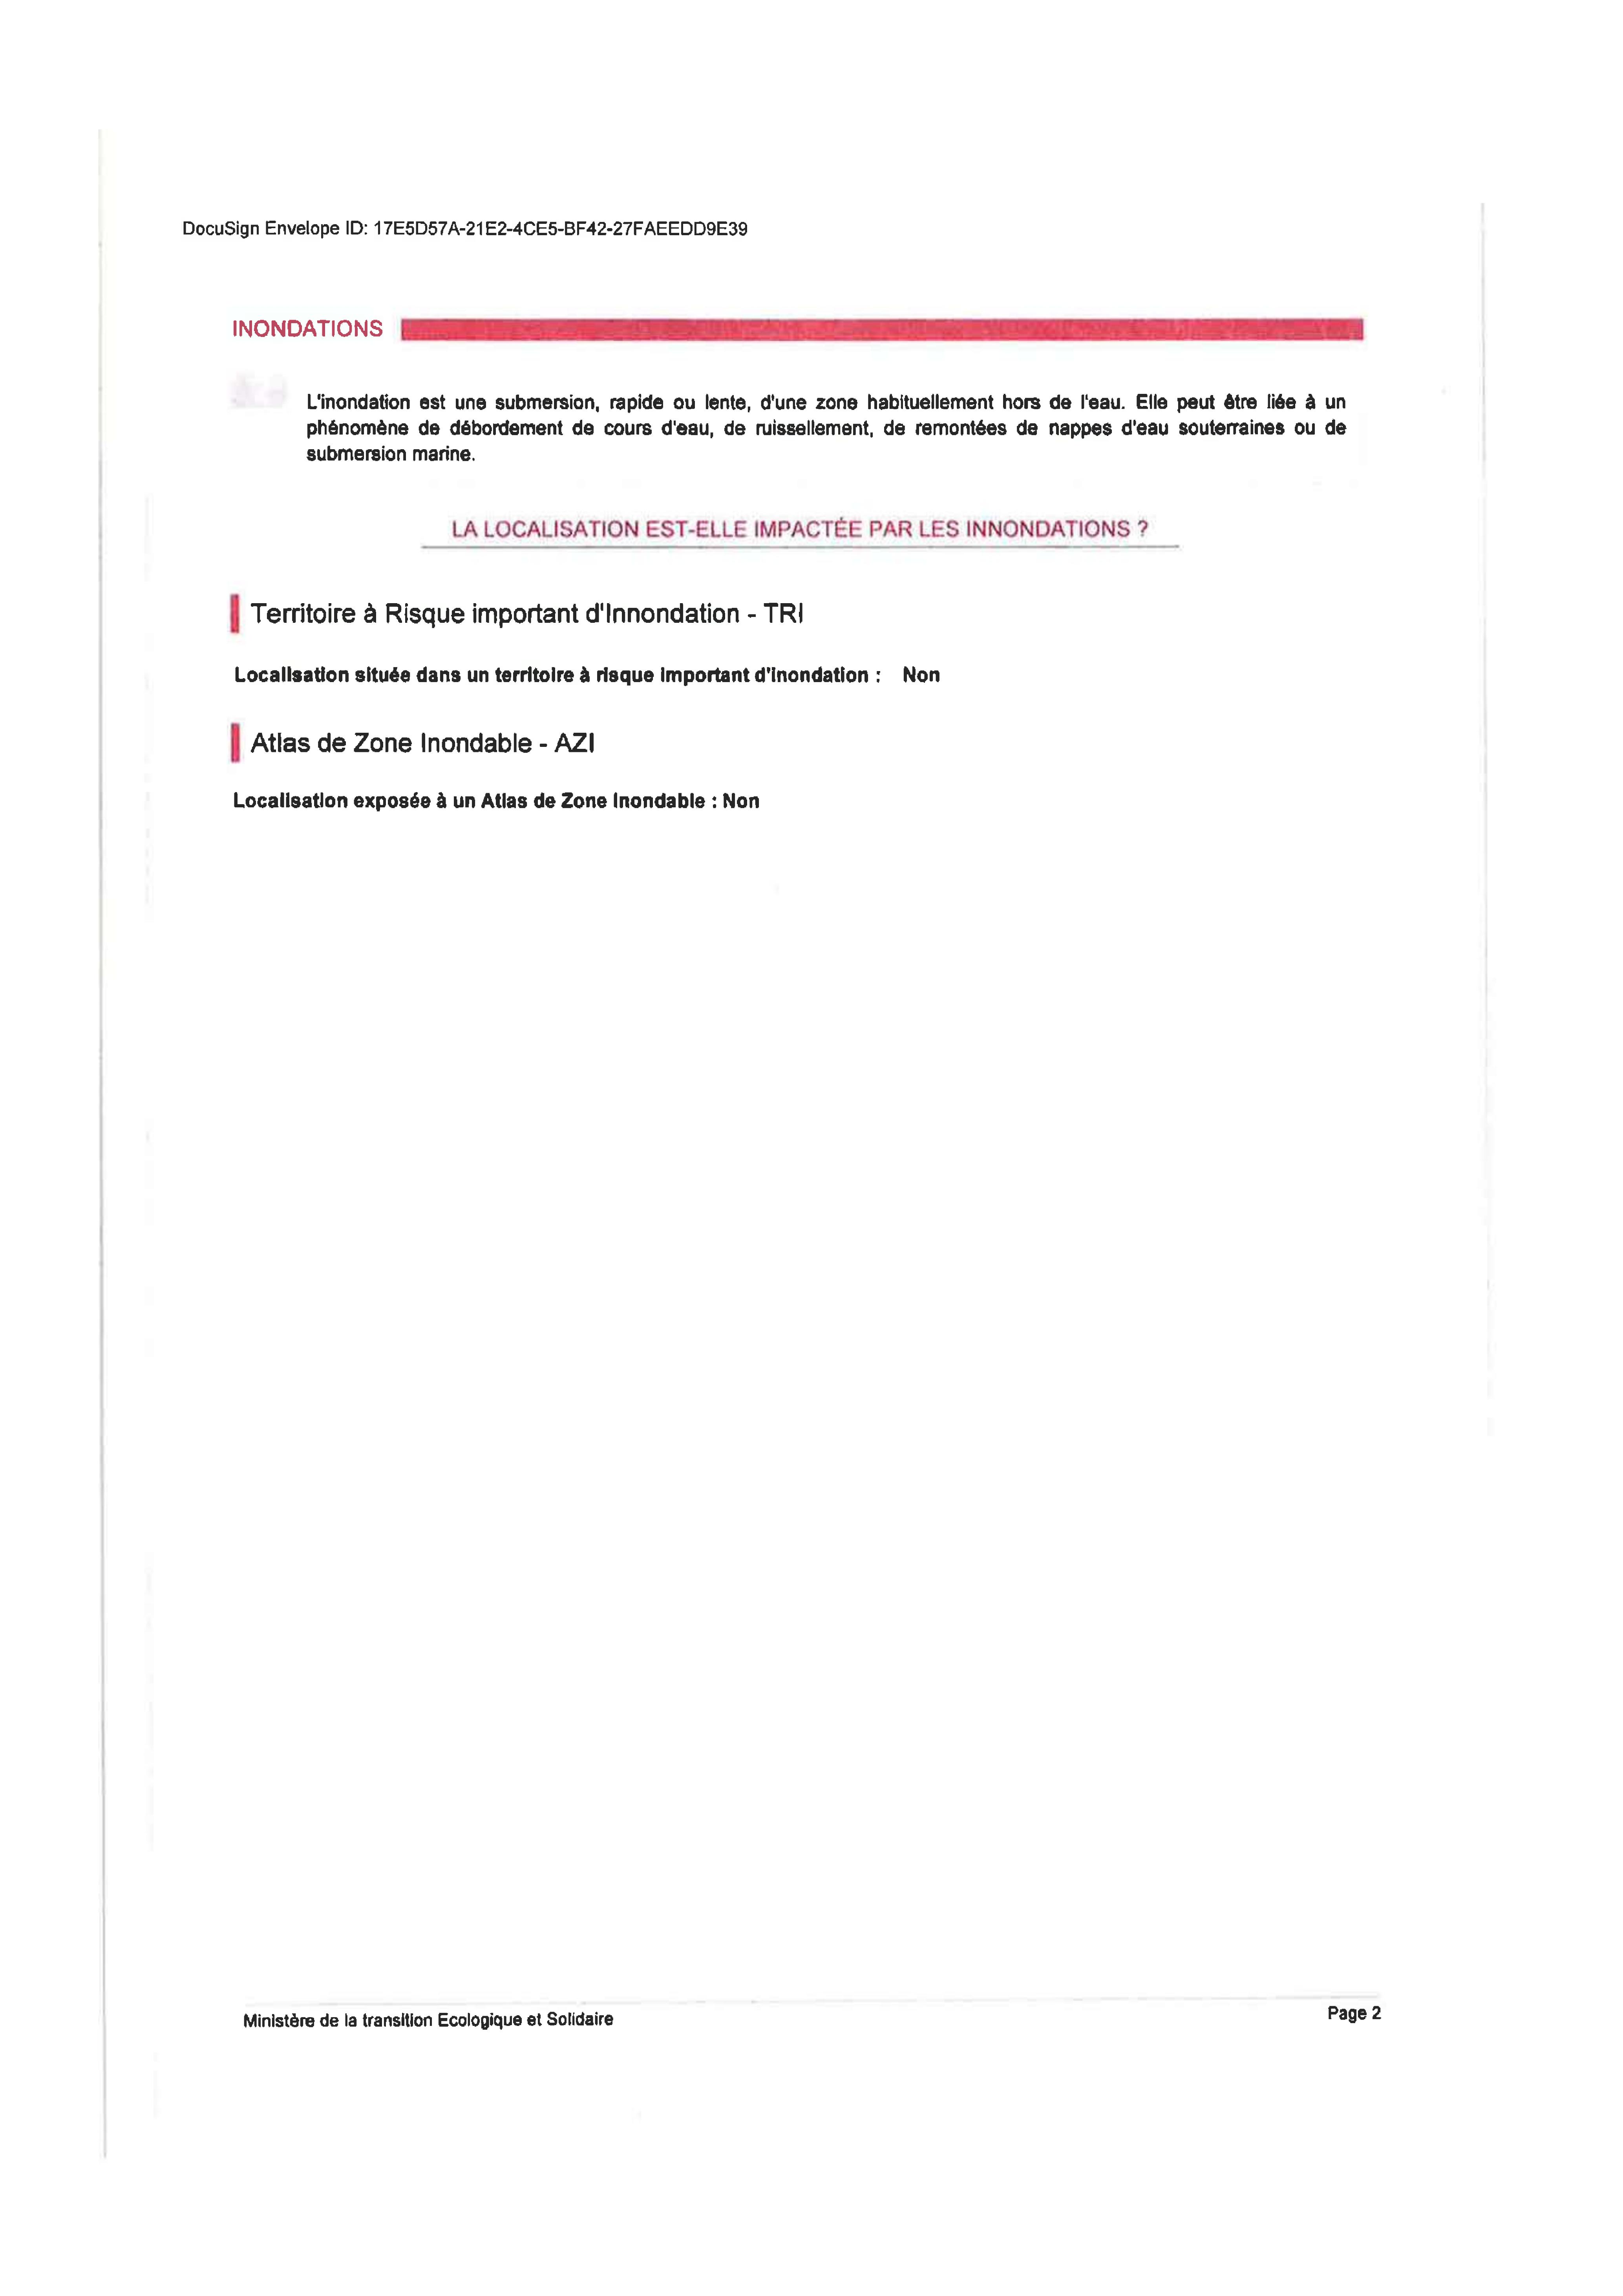 DocuSign Envelope ID: 17E5D57A-21E2-4CE5-BF42-27FAEEDD9E39
INONDATIONS
L'inondation est une submersion, rapide ou lente, d'une zone habituellement hors de l'eau. Elle peut être liée à un
phénomène de débordement de cours d'eau, de ruissellement, de remontées de nappes d'eau souterraines ou de
submersion marine.
LA LOCALISATION EST-ELLE IMPACTÉE PAR LES INNONDATIONS ?
Territoire à Risque important d'Innondation - TRI
Localisation située dans un territoire à risque important d'inondation : Non
Atlas de Zone Inondable - AZI
Localisation exposée à un Atlas de Zone Inondable : Non
Ministère de la transition Ecologique et Solidaire
Page 2